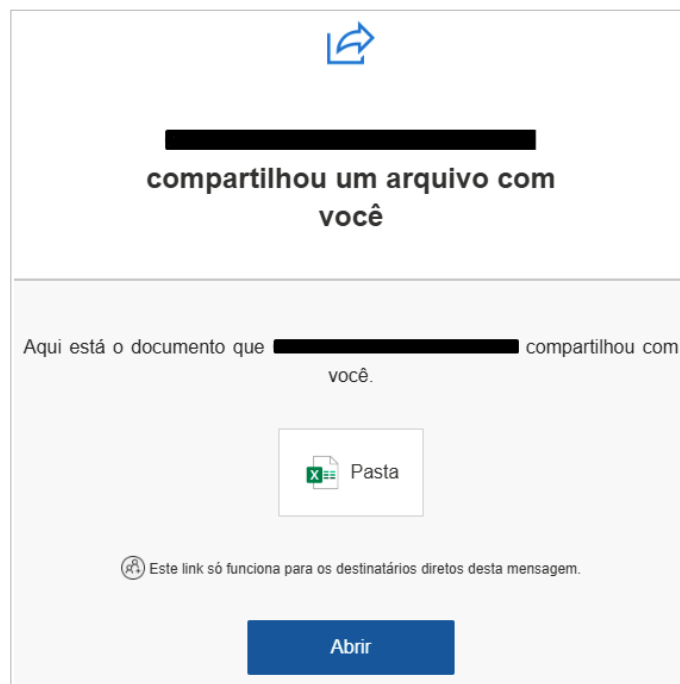 compartilhou um arquivo com
você
Aqui está o documento que compartilhou com
você.
Pasta
Este link só funciona para os destinatários diretos desta mensagem.
Abrir